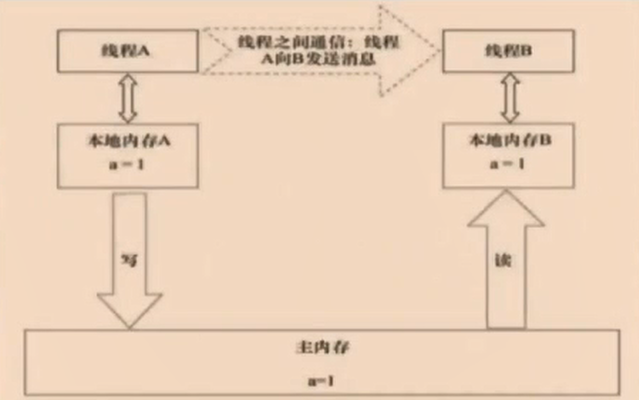 线程A
线程之间通信：线程
A向B发送消息
线程B
本地内存A
a = 1
本地内存B
a = 1
写
读
主内存
a=1